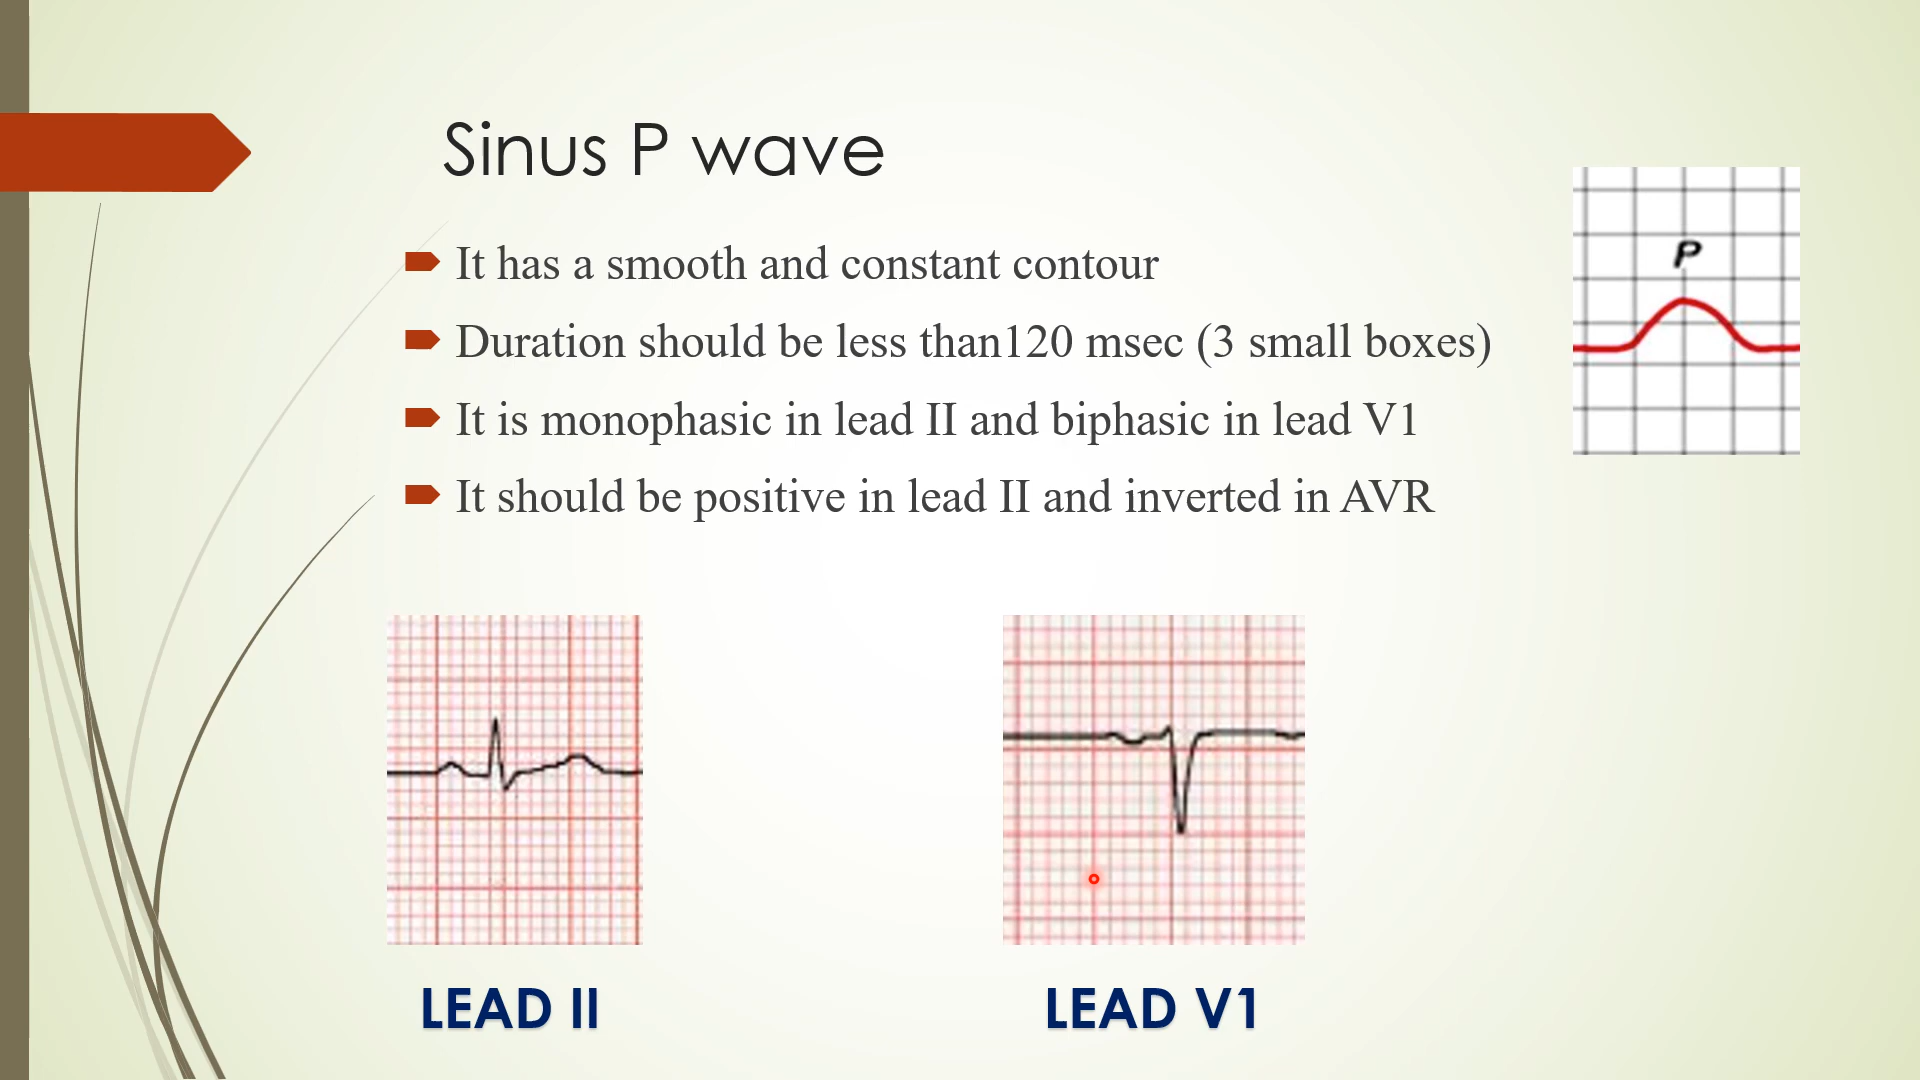 Sinus P wave
It has a smooth and constant contour
Duration should be less than120 msec (3 small boxes)
It is monophasic in lead II and biphasic in lead V1
It should be positive in lead II and inverted in AVR
P
LEAD II
LEAD V1